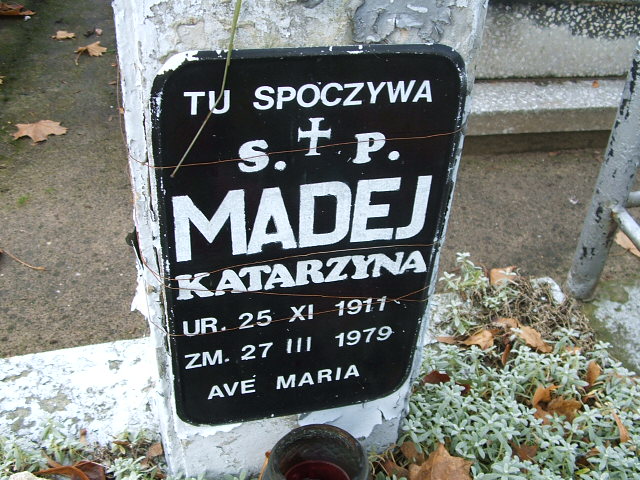 TU SPOCZYWA
S. P.
MADEJ
KATARZYNA
UR. 25 XI 1911
ZM. 27 III 1979
AVE MARIA